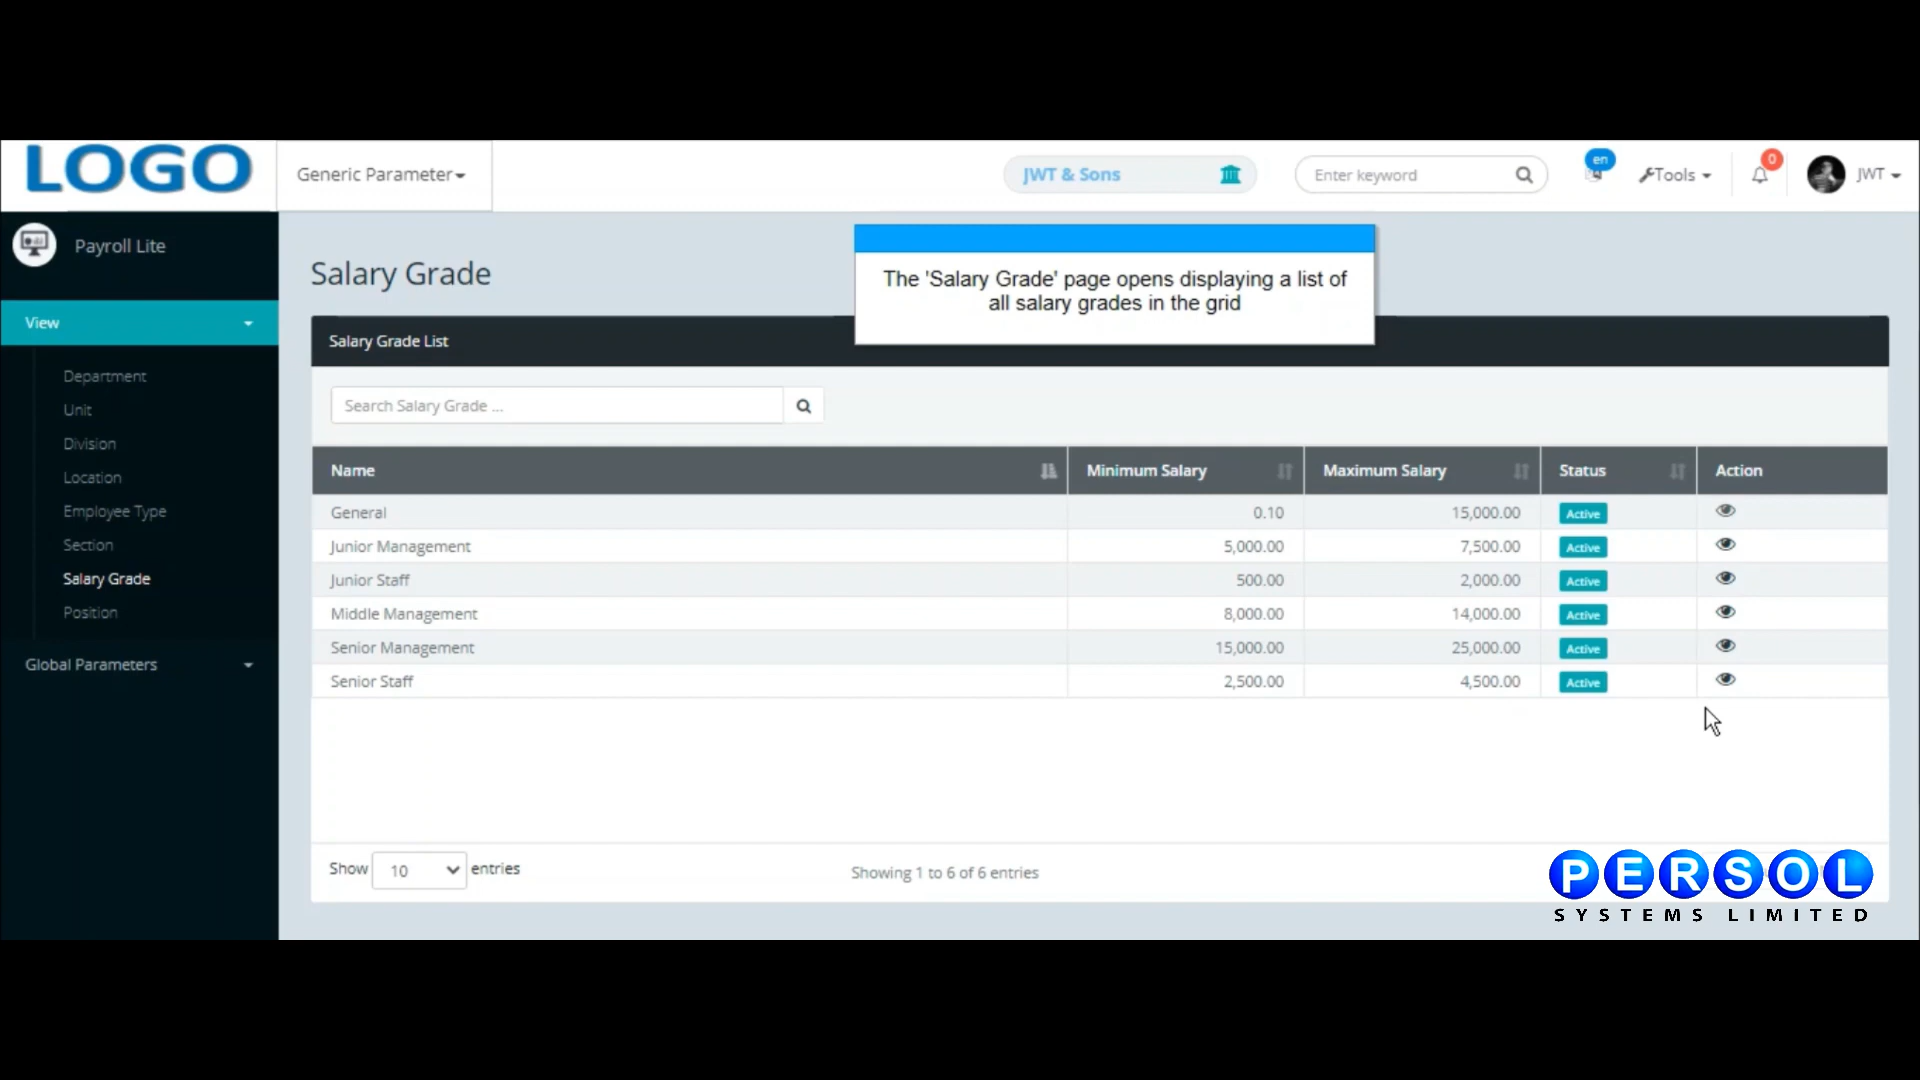 LOGO
Generic Parameter
JWT & Sons
Enter keyword
en
Tools
0
JWT
Payroll Lite
The 'Salary Grade' page opens displaying a list of
all salary grades in the grid
Salary Grade
View
Salary Grade List
Department
Search Salary Grade ...
Unit
Division
Location
Employee Type
Section
Salary Grade
Position
Global Parameters
Name Minimum Salary Maximum Salary Status Action
General 0.10 15,000.00 Active
Junior Management 5,000.00 7,500.00 Active
Junior Staff 500.00 2,000.00 Active
Middle Management 8,000.00 14,000.00 Active
Senior Management 15,000.00 25,000.00 Active
Senior Staff 2,500.00 4,500.00 Active
Show 10 entries
Showing 1 to 6 of 6 entries
PERSOL
SYSTEMS LIMITED